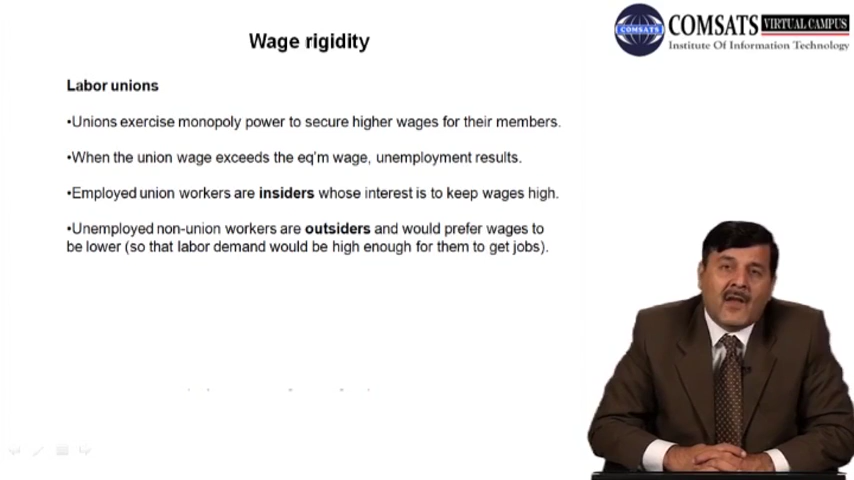 Wage rigidity
COMSATS
COMSATS
VIRTUAL CAMPUS
Institute Of Information Technology
Labor unions
•Unions exercise monopoly power to secure higher wages for their members.
•When the union wage exceeds the eq'm wage, unemployment results.
•Employed union workers are insiders whose interest is to keep wages high.
•Unemployed non-union workers are outsiders and would prefer wages to
be lower (so that labor demand would be high enough for them to get jobs).